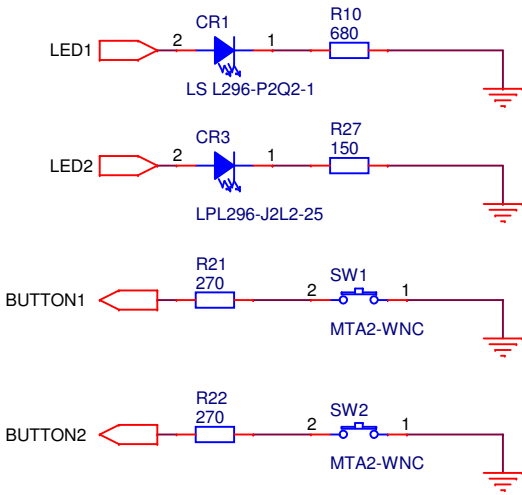 CR1
R10
680
LED1
2
1
LS L296-P2Q2-1
CR3
R27
150
LED2
2
1
LPL296-J2L2-25
R21
270
SW1
BUTTON1
2
1
MTA2-WNC
R22
270
SW2
BUTTON2
2
1
MTA2-WNC